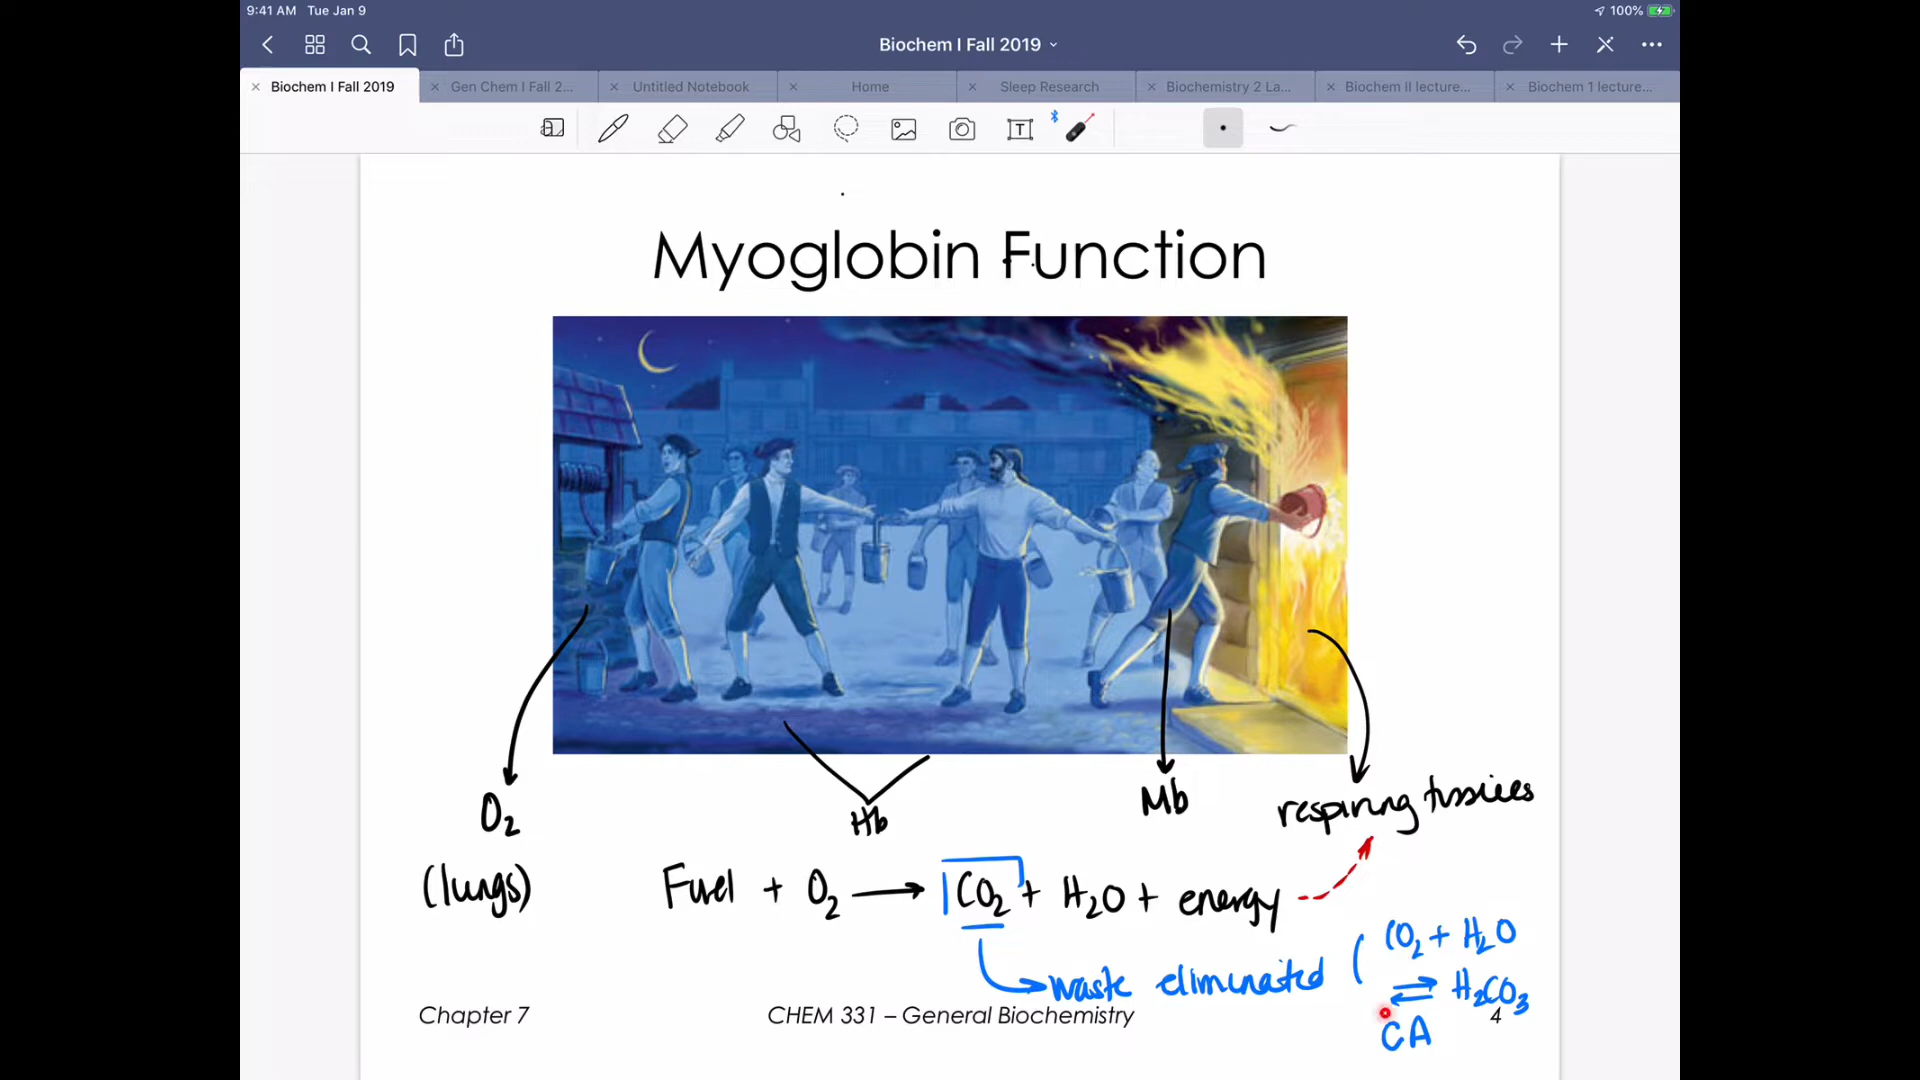 9:41 AM Tue Jan 9
100%
Biochem I Fall 2019
Biochem I Fall 2019
Gen Chem I Fall 2...
Untitled Notebook
Home
Sleep Research
Biochemistry 2 La...
Biochem II lecture...
Biochem 1 lecture...
T
Myoglobin Function
O₂
(lungs)
Hb
Mb
respiring tissues
Fuel + O₂ → CO₂ + H₂O + energy
waste eliminated (
CO₂ + H₂O
⇌ H₂CO₃
CA
Chapter 7
CHEM 331 – General Biochemistry
4